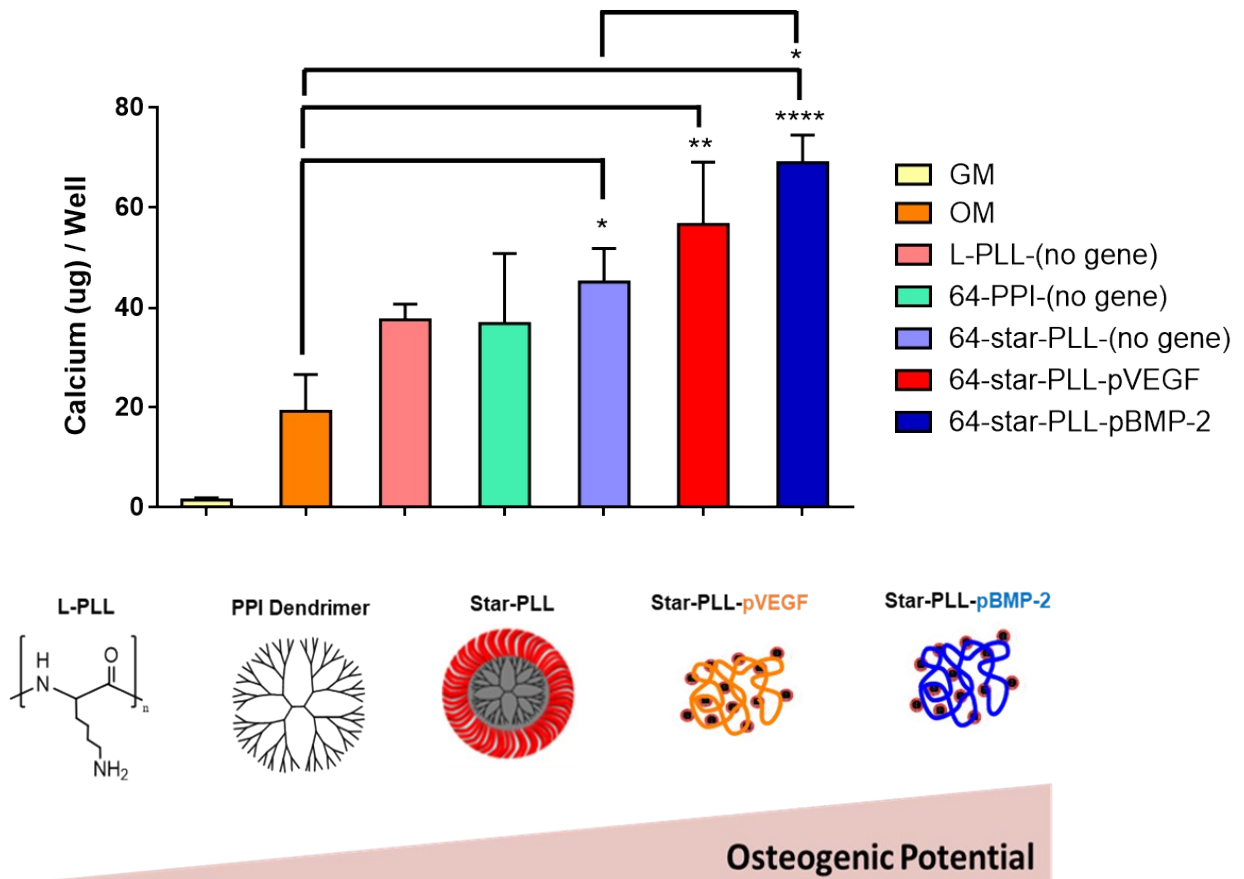 *
80
****
**
60
*
40
20
0
Calcium (ug) / Well
GM
OM
L-PLL-(no gene)
64-PPI-(no gene)
64-star-PLL-(no gene)
64-star-PLL-pVEGF
64-star-PLL-pBMP-2
L-PLL
PPI Dendrimer
Star-PLL
Star-PLL-pVEGF
Star-PLL-pBMP-2
H
N
O
n
NH₂
Osteogenic Potential